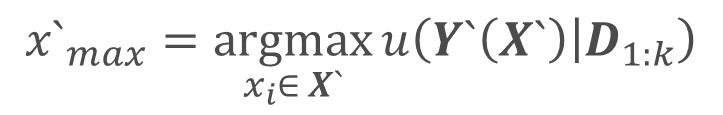 x`max = argmax u(Y`(X`)|D1:k)
xi∈ X`